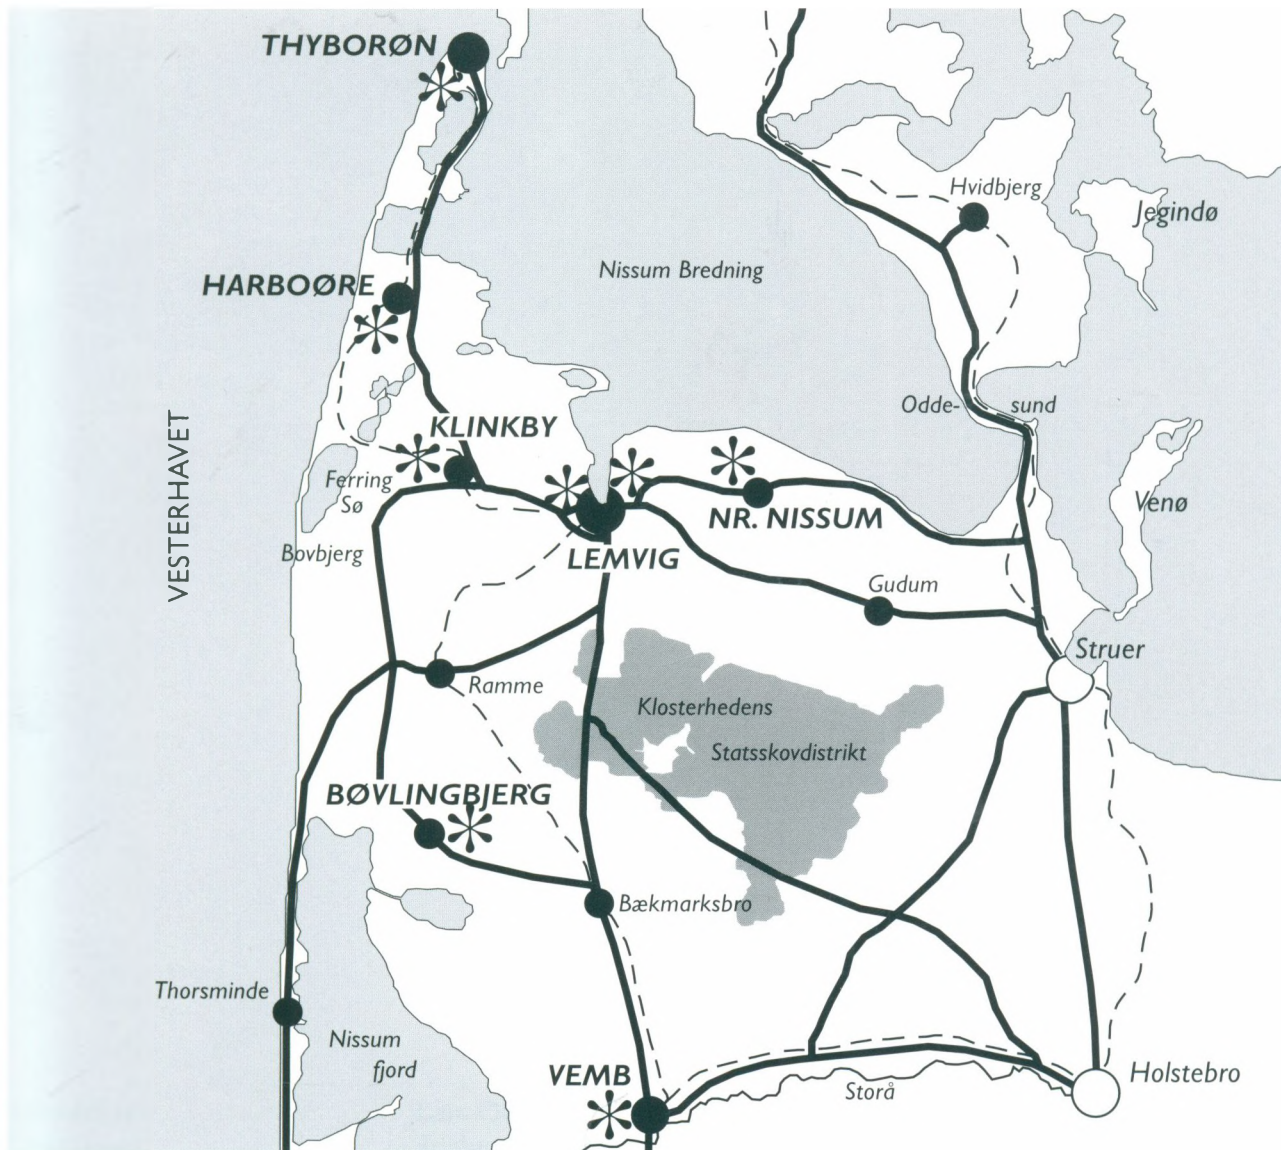 THYBORØN
Hvidbjerg
Jegindø
Nissum Bredning
HARBOØRE
Odde-
sund
KLINKBY
VESTERHAVET
Ferring
Sø
Venø
NR. NISSUM
Bovbjerg
LEMVIG
Gudum
Struer
Ramme
Klosterhedens
Statsskovdistrikt
BØVLINGBJERG
Bækmarksbro
Thorsminde
Nissum
fjord
VEMB
Storå
Holstebro